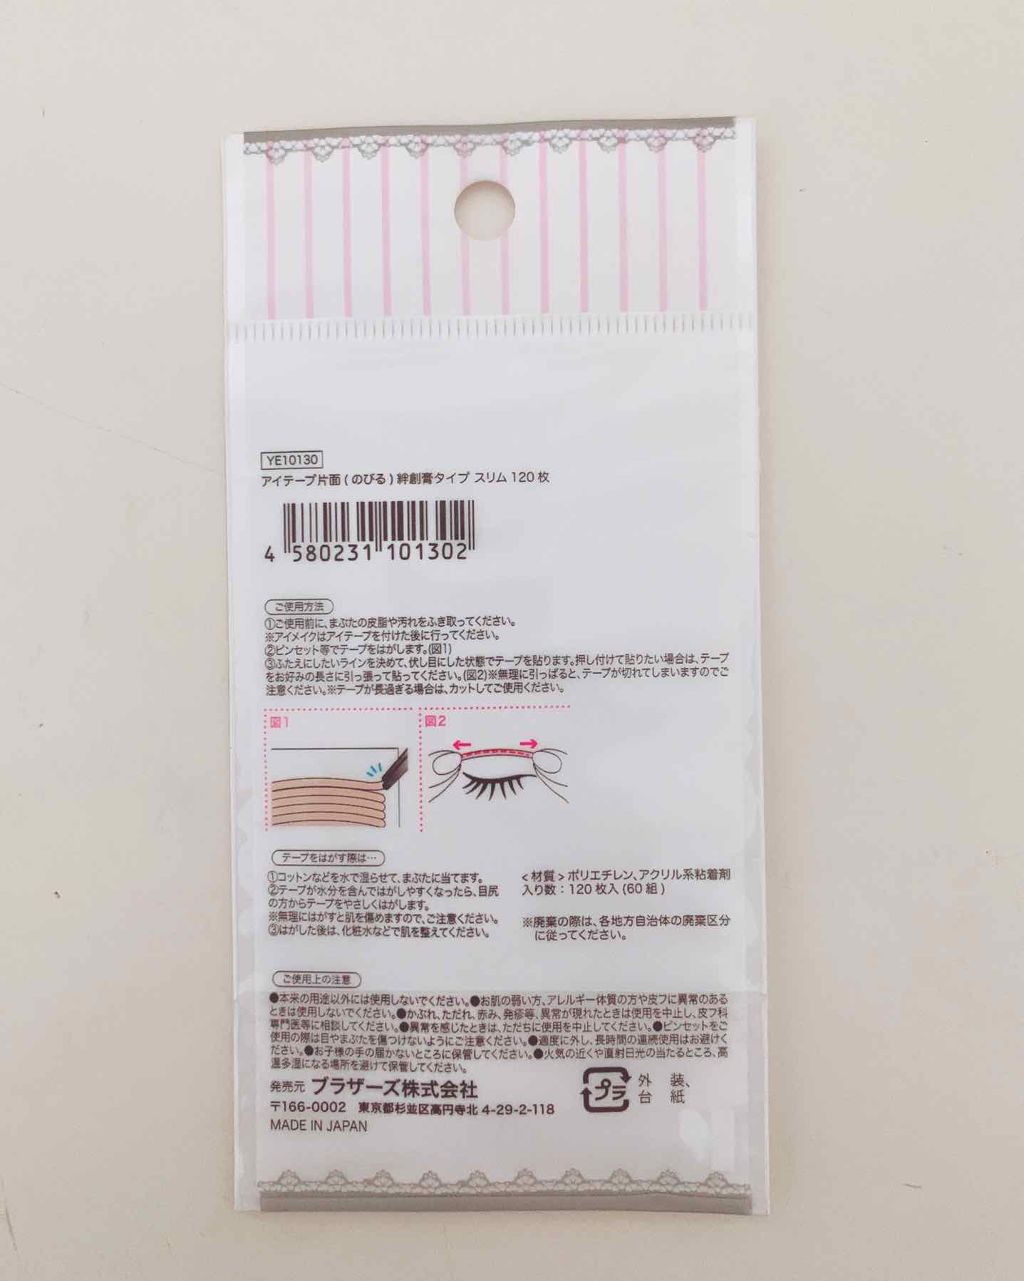 YE10130
アイテープ片面(のびる)絆創膏タイプ スリム120枚
4 580231 101302
ご使用方法
①ご使用前に、まぶたの皮脂や汚れをふき取ってください。
※アイメイクはアイテープを付けた後に行ってください。
②ピンセット等でテープをはがします。(図1)
③ふたえにしたいラインを決めて、伏し目にした状態でテープを貼ります。押し付けて貼りたい場合は、テープ
をお好みの長さに引っ張って貼ってください。(図2)※無理に引っぱると、テープが切れてしまいますのでご
注意ください。※テープが長過ぎる場合は、カットしてご使用ください。
図1
図2
テープをはがす際は…
①コットンなどを水で湿らせて、まぶたに当てます。
②テープが水分を含んではがしやすくなったら、目尻
の方からテープをやさしくはがします。
※無理にはがすと肌を傷めますので、ご注意ください。
③はがした後は、化粧水などで肌を整えてください。
<材質>ポリエチレン、アクリル系粘着剤
入り数:120枚入(60組)
※廃棄の際は、各地方自治体の廃棄区分
に従ってください。
ご使用上の注意
●本来の用途以外には使用しないでください。●お肌の弱い方、アレルギー体質の方や皮フに異常のある
ときは使用しないでください。●かぶれ、ただれ、赤み、発疹等、異常が現れたときは使用を中止し、皮フ科
専門医等に相談してください。●異常を感じたときは、ただちに使用を中止してください。●ピンセットをご
使用の際は目やまぶたを傷つけないようにご注意ください。●適度に外し、長時間の連続使用はお避けく
ださい。●お子様の手の届かないところに保管してください。●火気の近くや直射日光の当たるところ、高
温多湿になる場所を避けて保管してください。
発売元 ブラザーズ株式会社
〒166-0002 東京都杉並区高円寺北4-29-2-118
MADE IN JAPAN
プラ
外装、
台紙